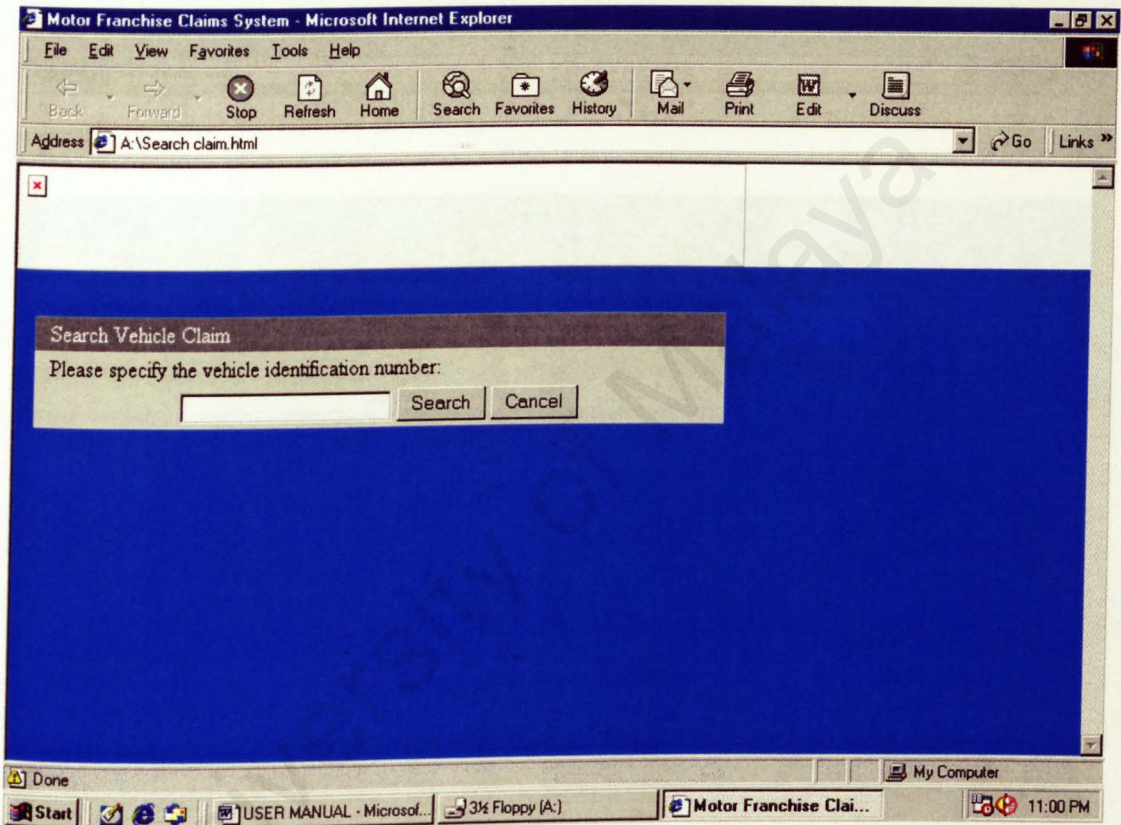 Motor Franchise Claims System - Microsoft Internet Explorer
File Edit View Favorites Tools Help
Back Forward Stop Refresh Home Search Favorites History Mail Print Edit Discuss
Address A:\Search claim.html Go Links »
Search Vehicle Claim
Please specify the vehicle identification number:
Search Cancel
University of Malaya
Done My Computer
Start USER MANUAL - Microsof... 3½ Floppy (A:) Motor Franchise Clai... 11:00 PM